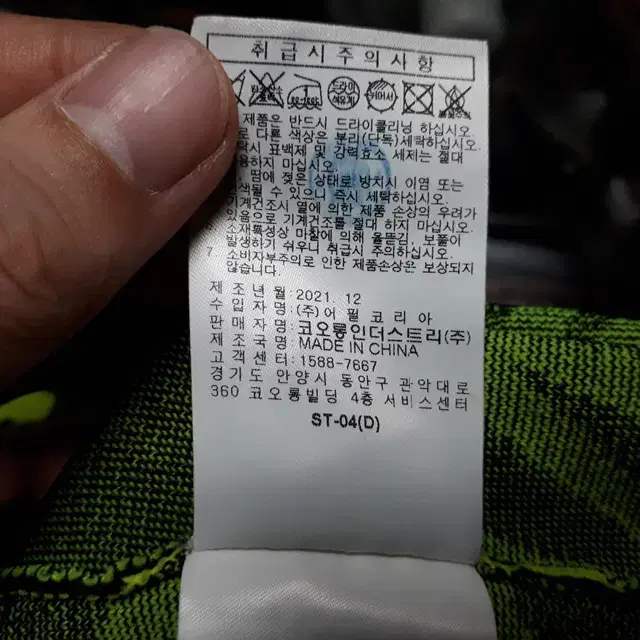 취급시주의사항
드라이
제품은 반드시 드라이클리닝 하십시오.
다른 색상은 분리(단독)세탁하십시오.
표백제 및 강력효소 세제는 절대
하지 마십시오.
젖은 상태로 방치시 이염 또는
수 있으니 즉시 세탁하십시오.
기계건조시 열에 의한 제품 손상의 우려가
있음으로 기계건조를 절대 하지 마십시오.
소재특성상 마찰에 의해 올뜯김, 보풀이
발생하기 쉬우니 취급시 주의하십시오.
7 소비자부주의로 인한 제품손상은 보상되지
않습니다.
제조년월:2021. 12
수입자명:(주)어필코리아
판매자명:코오롱인더스트리(주)
제조국명:MADE IN CHINA
고객센터:1588-7667
경기도 안양시 동안구 관악대로
360 코오롱빌딩 4층 서비스센터
ST-04(D)